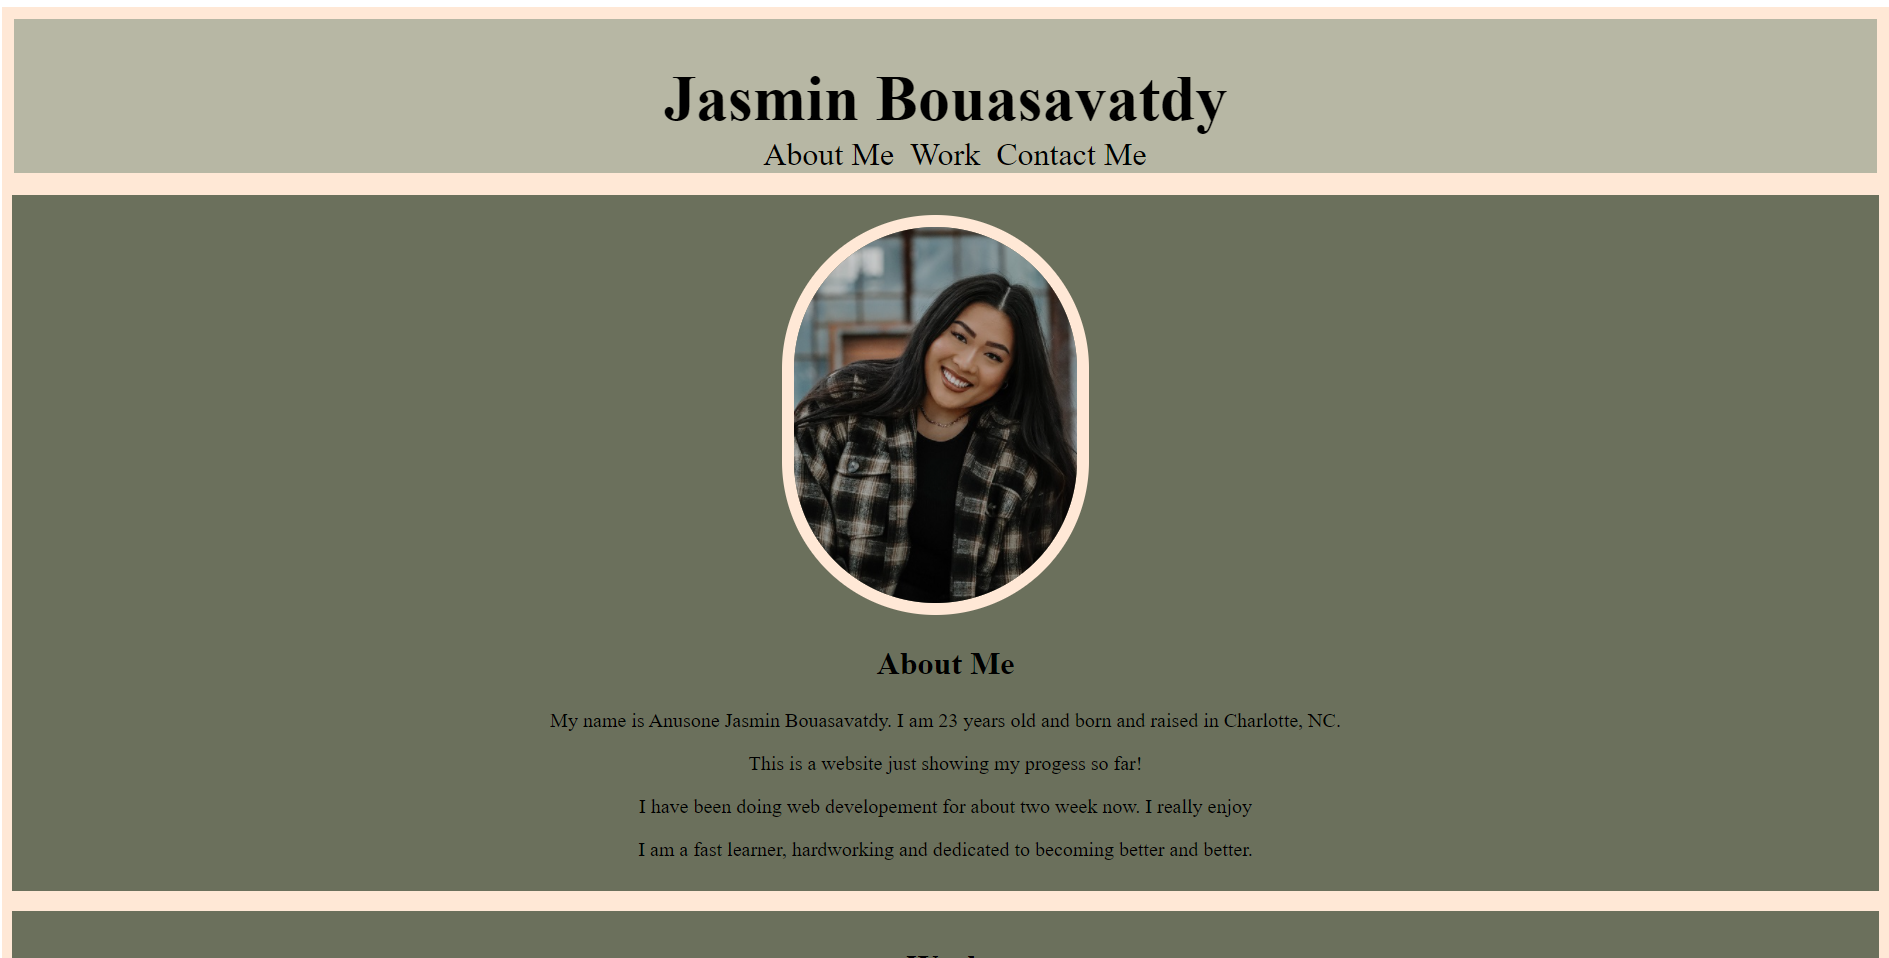 Jasmin Bouasavatdy
About Me Work Contact Me
About Me
My name is Anusone Jasmin Bouasavatdy. I am 23 years old and born and raised in Charlotte, NC.
This is a website just showing my progess so far!
I have been doing web developement for about two week now. I really enjoy
I am a fast learner, hardworking and dedicated to becoming better and better.